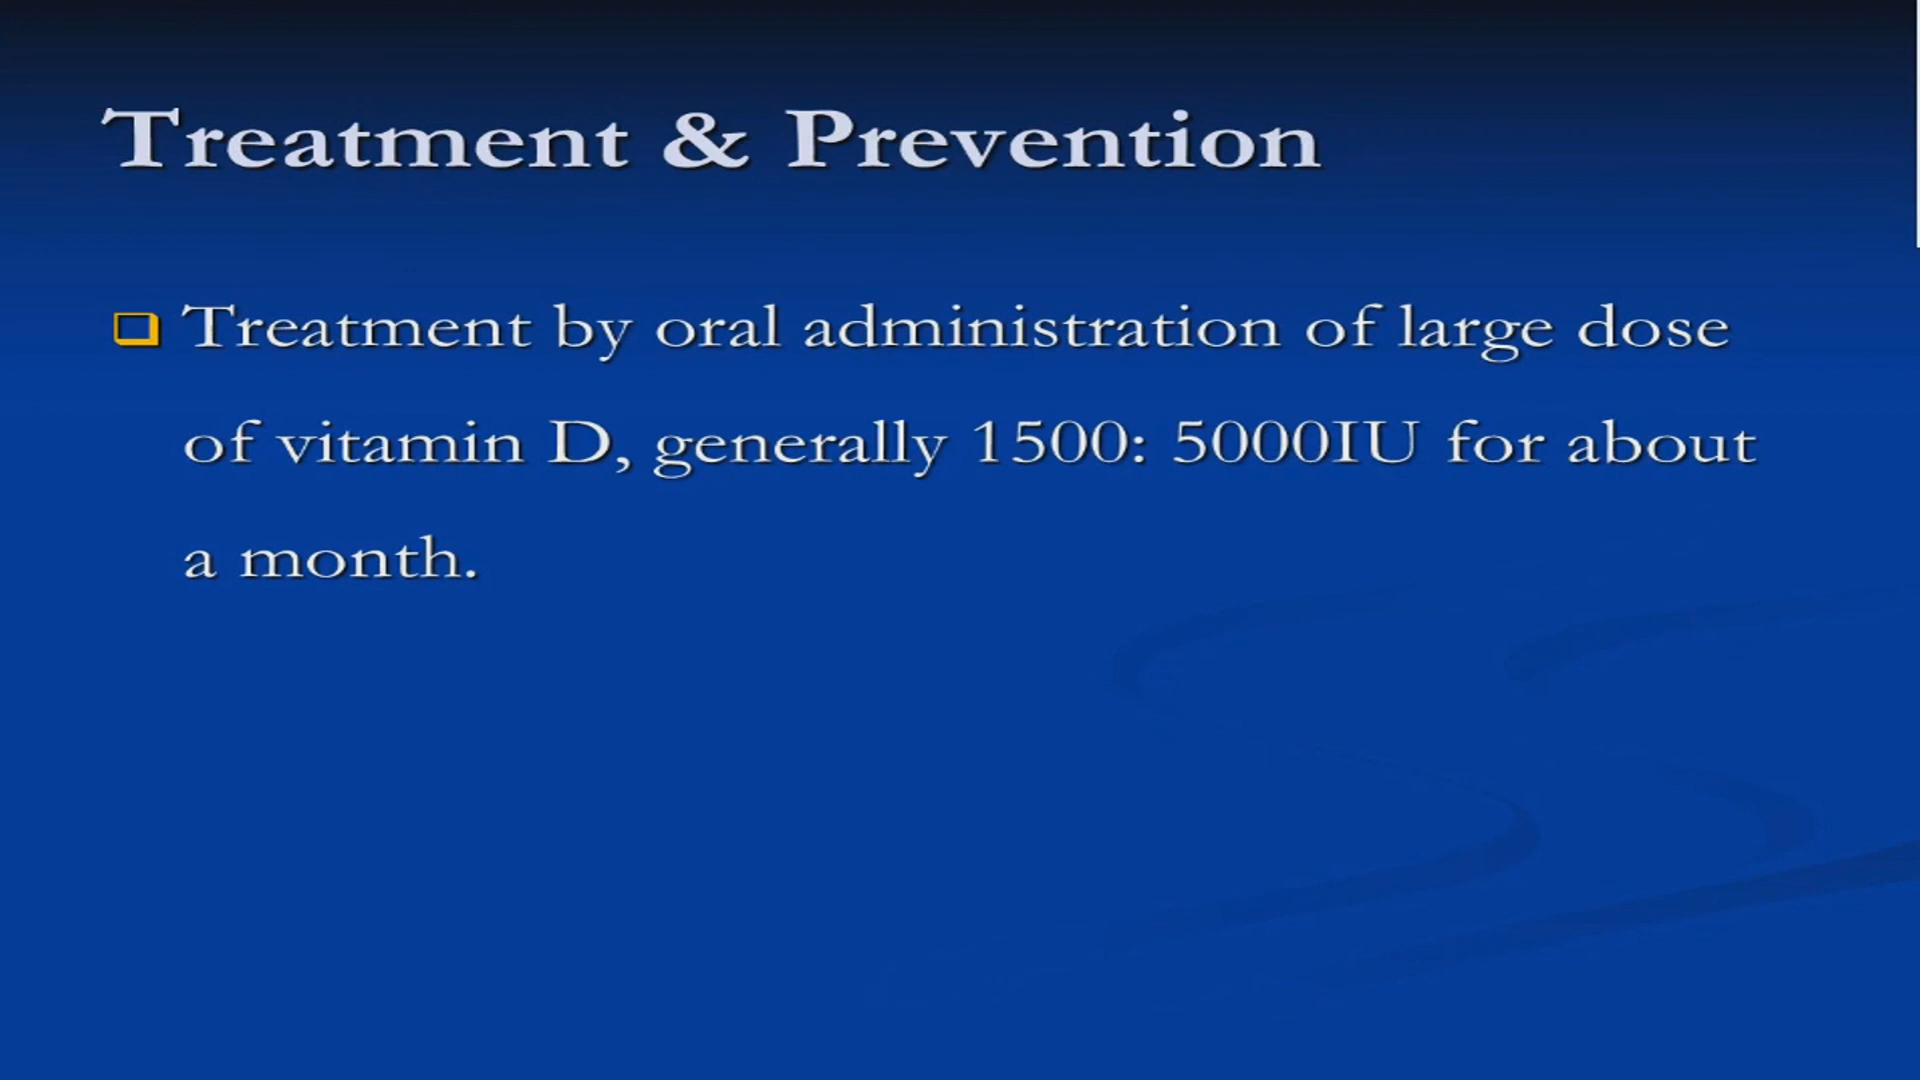 Treatment & Prevention
Treatment by oral administration of large dose
of vitamin D, generally 1500: 5000IU for about
a month.